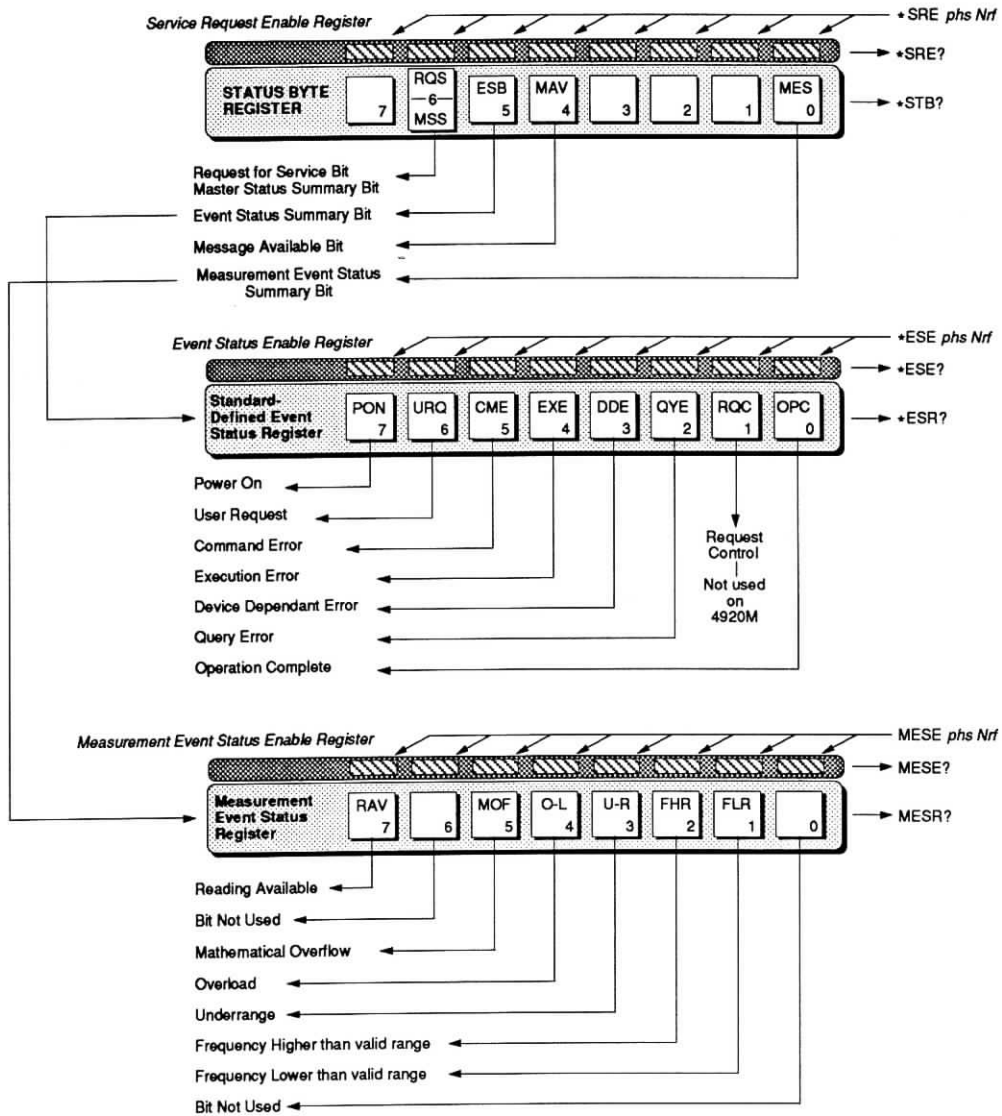 Service Request Enable Register
*SRE phs Nrf
*SRE?
STATUS BYTE
REGISTER
7
RQS
6
MSS
ESB
5
MAV
4
3
2
1
MES
0
*STB?
Request for Service Bit
Master Status Summary Bit
Event Status Summary Bit
Message Available Bit
Measurement Event Status
Summary Bit
Event Status Enable Register
*ESE phs Nrf
*ESE?
Standard-
Defined Event
Status Register
PON
7
URQ
6
CME
5
EXE
4
DDE
3
QYE
2
RQC
1
OPC
0
*ESR?
Power On
User Request
Command Error
Execution Error
Device Dependant Error
Query Error
Operation Complete
Request
Control
Not used
on
4920M
Measurement Event Status Enable Register
MESE phs Nrf
MESE?
Measurement
Event Status
Register
RAV
7
6
MOF
5
O-L
4
U-R
3
FHR
2
FLR
1
0
MESR?
Reading Available
Bit Not Used
Mathematical Overflow
Overload
Underrange
Frequency Higher than valid range
Frequency Lower than valid range
Bit Not Used